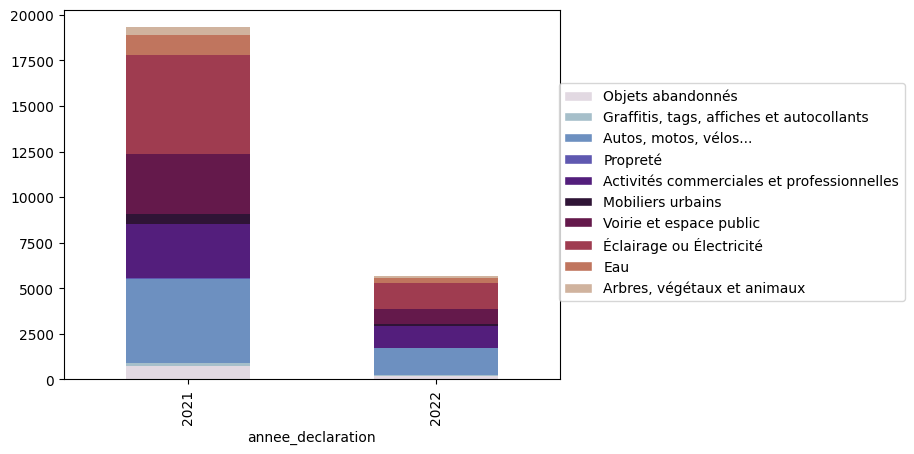 20000
17500
15000
12500
10000
7500
5000
2500
0
2021
2022
annee_declaration
Objets abandonnés
Graffitis, tags, affiches et autocollants
Autos, motos, vélos...
Propreté
Activités commerciales et professionnelles
Mobiliers urbains
Voirie et espace public
Éclairage ou Électricité
Eau
Arbres, végétaux et animaux